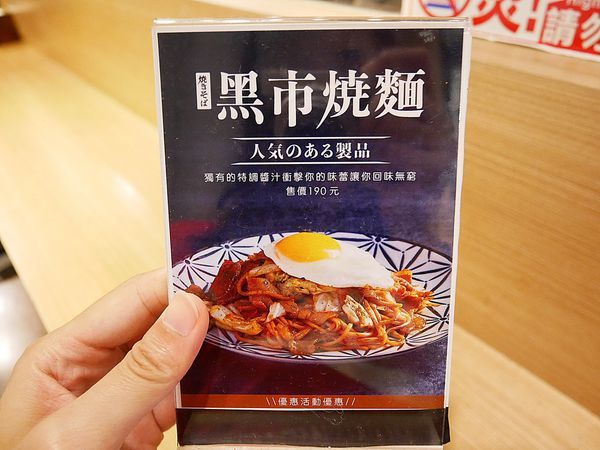 焼きそば
黑市焼麵
人気のある製品
獨有的特調醬汁衝擊你的味蕾讓你回味無窮
售價190元
\\優惠活動優惠//
請勿